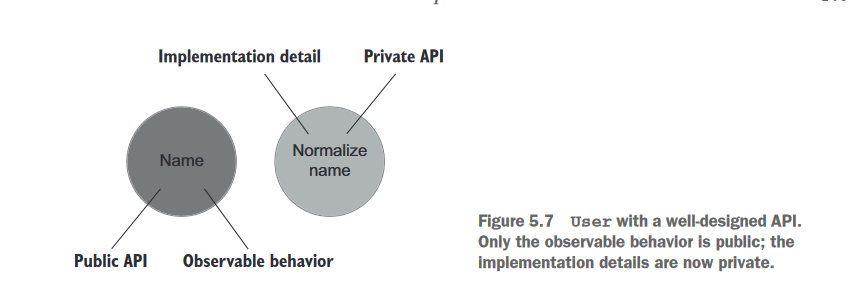 Implementation detail
Private API
Name
Normalize
name
Public API
Observable behavior
Figure 5.7 User with a well-designed API.
Only the observable behavior is public; the
implementation details are now private.